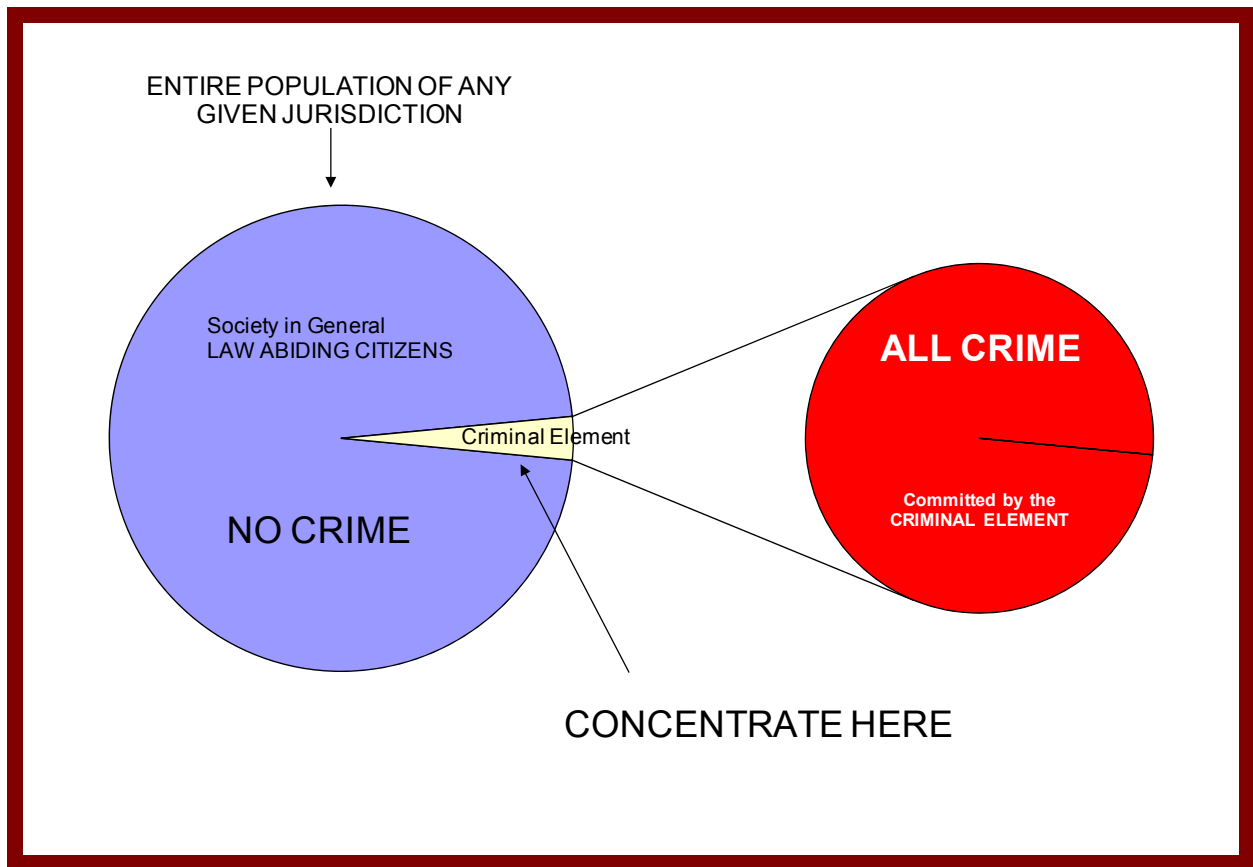 ENTIRE POPULATION OF ANY
GIVEN JURISDICTION
Society in General
LAW ABIDING CITIZENS
Criminal Element
NO CRIME
ALL CRIME
Committed by the
CRIMINAL ELEMENT
CONCENTRATE HERE